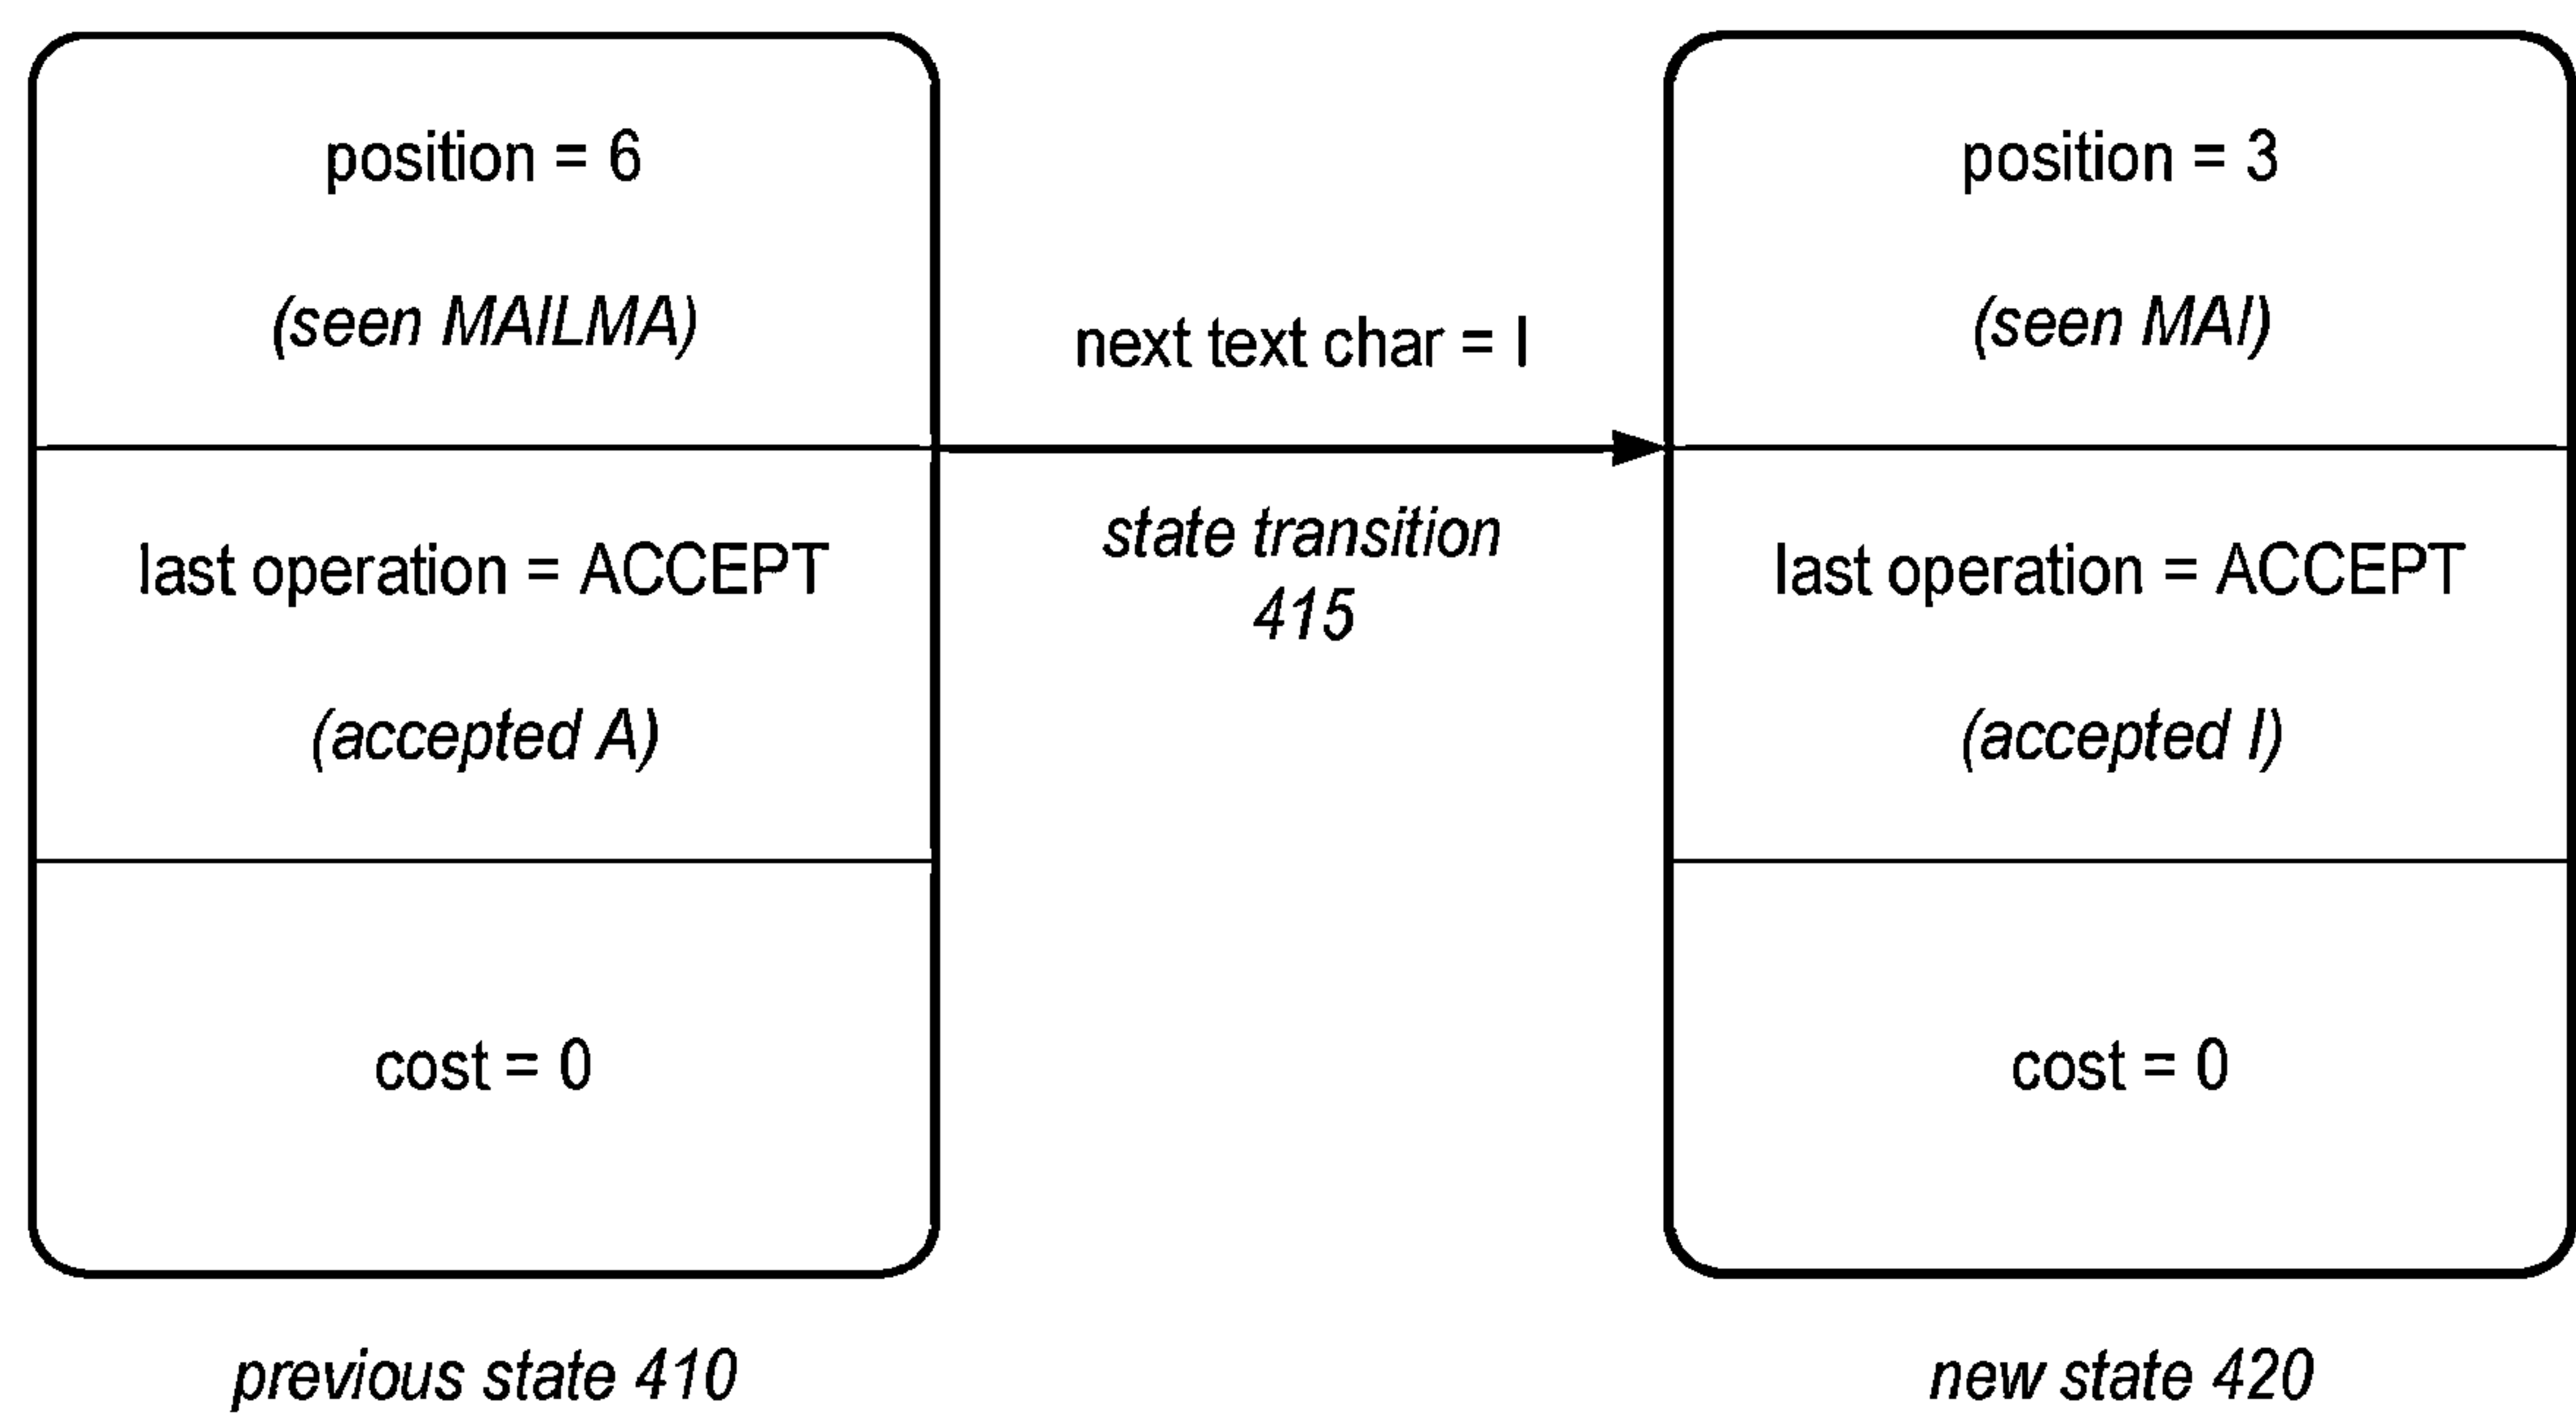 position = 6
(seen MAILMA)
last operation = ACCEPT
(accepted A)
cost = 0
previous state 410
next text char = I
state transition
415
position = 3
(seen MAI)
last operation = ACCEPT
(accepted I)
cost = 0
new state 420